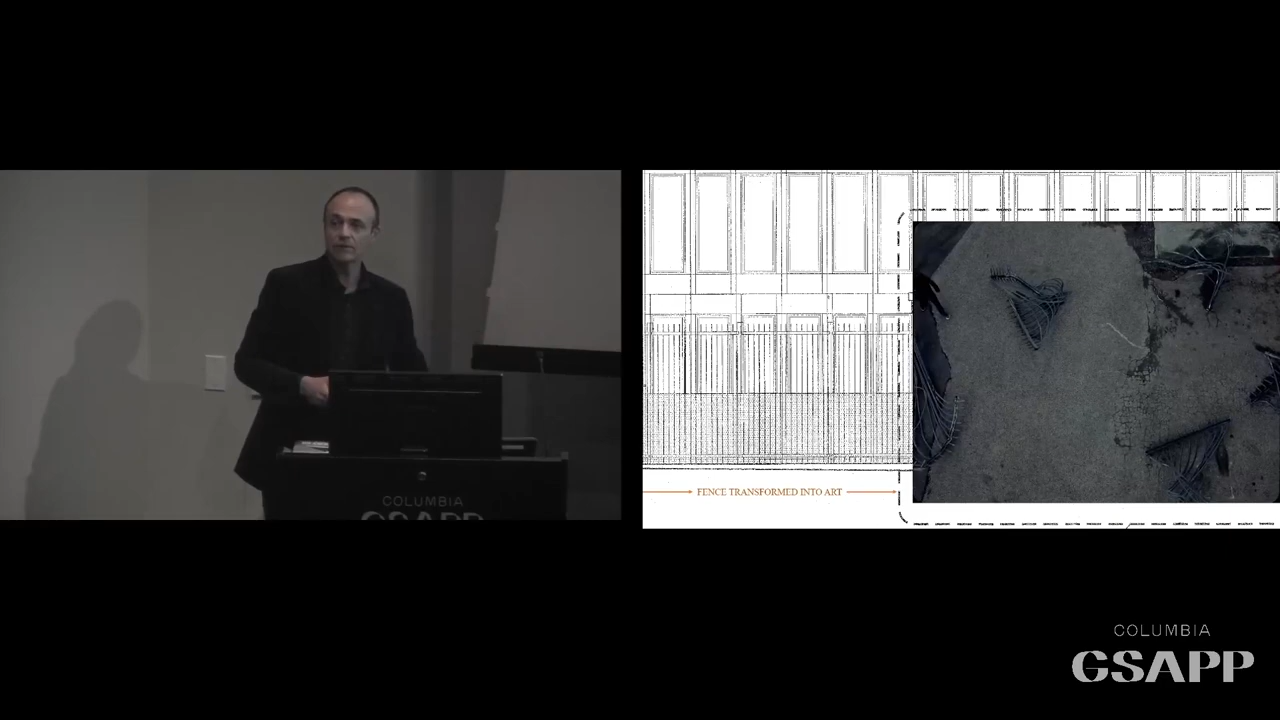 COLUMBIA
GSAPP
FENCE TRANSFORMED INTO ART
COLUMBIA
GSAPP